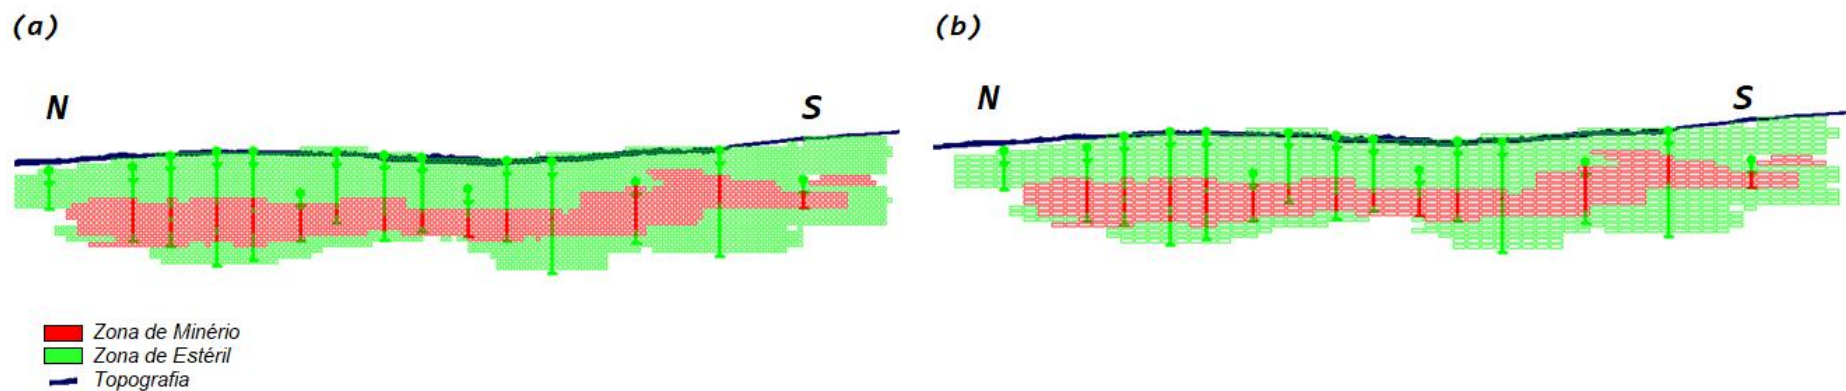 (a)
(b)
N
S
N
S
Zona de Minério
Zona de Estéril
Topografia